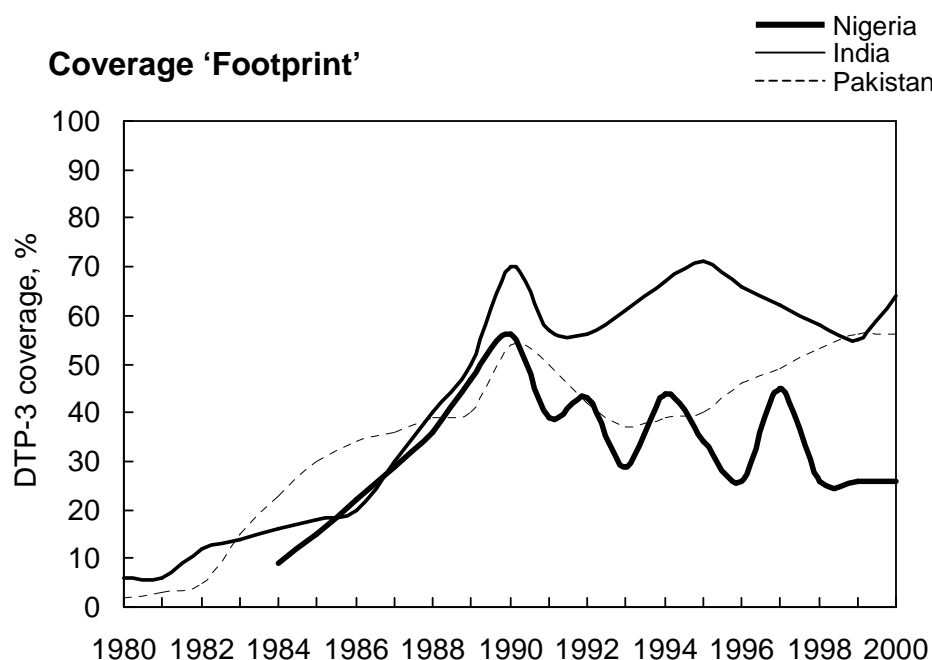 Nigeria
India
Pakistan
Coverage ‘Footprint’
DTP-3 coverage, %
100
90
80
70
60
50
40
30
20
10
0
1980 1982 1984 1986 1988 1990 1992 1994 1996 1998 2000